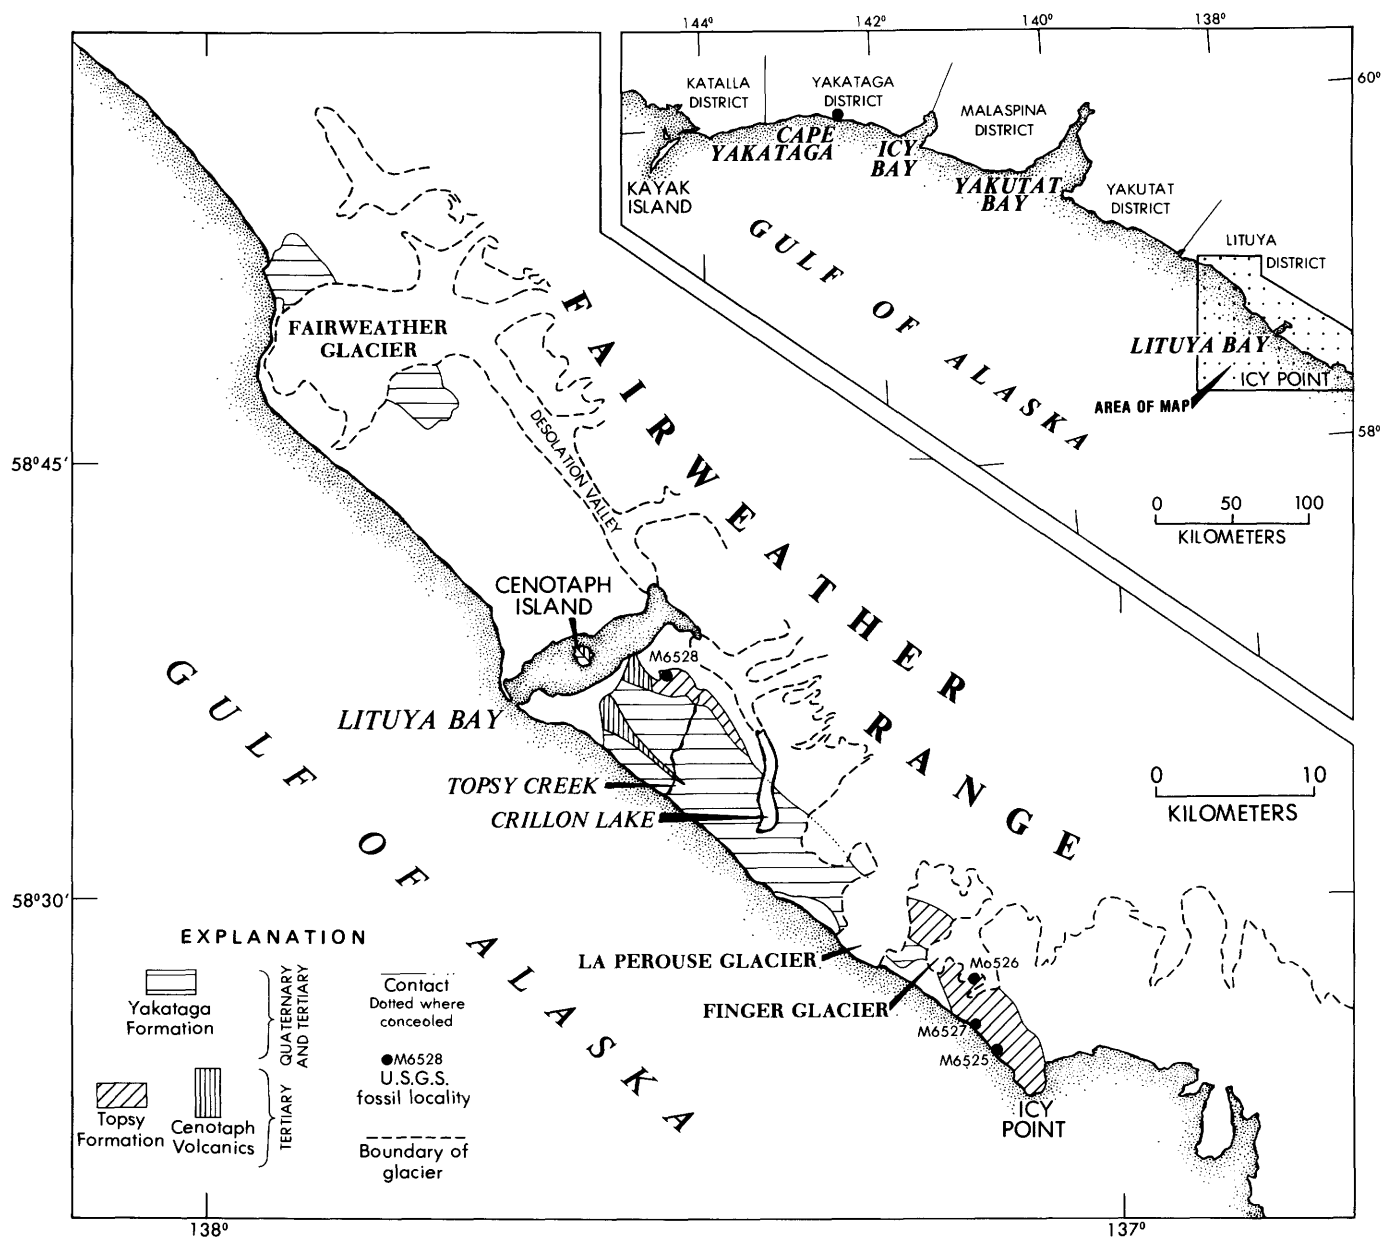 144° 142° 140° 138°
60°
KATALLA
DISTRICT
YAKATAGA
DISTRICT
MALASPINA
DISTRICT
CAPE
YAKATAGA
ICY
BAY
KAYAK
ISLAND
YAKUTAT
BAY
YAKUTAT
DISTRICT
LITUYA
DISTRICT
GULF OF ALASKA
LITUYA BAY
ICY POINT
AREA OF MAP
58°
0 50 100
KILOMETERS
FAIRWEATHER
GLACIER
FAIRWEATHER RANGE
DESOLATION VALLEY
58°45'
CENOTAPH
ISLAND
M6528
LITUYA BAY
GULF OF ALASKA
TOPSY CREEK
CRILLON LAKE
0 10
KILOMETERS
58°30'
LA PEROUSE GLACIER
FINGER GLACIER
M6526
M6527
M6525
ICY
POINT
EXPLANATION
Yakataga
Formation
QUATERNARY
AND TERTIARY
Topsy
Formation
Cenotaph
Volcanics
TERTIARY
Contact
Dotted where
concealed
M6528
U.S.G.S.
fossil locality
Boundary of
glacier
138° 137°